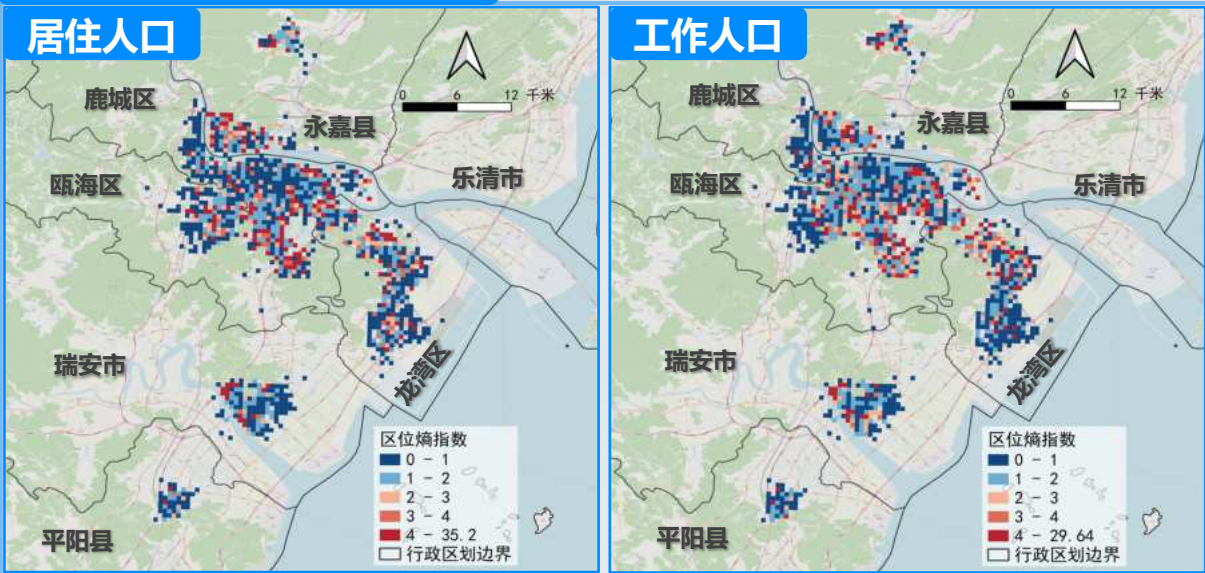 居住人口
0 6 12 千米
鹿城区
永嘉县
瓯海区
乐清市
瑞安市
龙湾区
平阳县
区位熵指数
0 - 1
1 - 2
2 - 3
3 - 4
4 - 35.2
行政区划边界
工作人口
0 6 12 千米
鹿城区
永嘉县
瓯海区
乐清市
瑞安市
龙湾区
平阳县
区位熵指数
0 - 1
1 - 2
2 - 3
3 - 4
4 - 29.64
行政区划边界